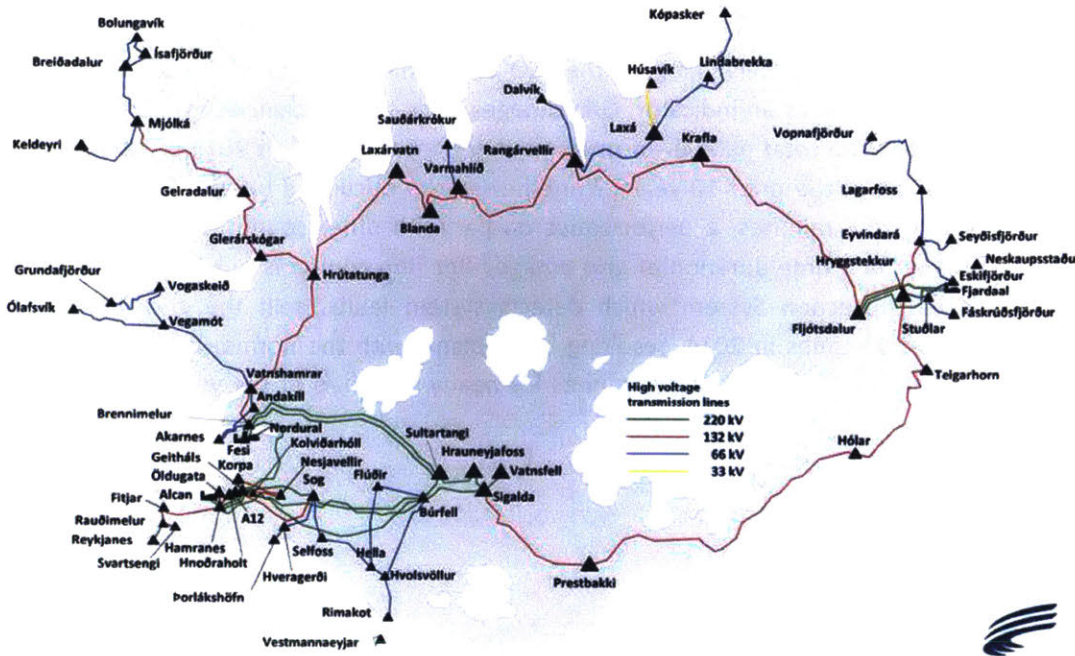 Bolungavík
Ísafjörður
Breiðadalur
Mjólká
Keldeyri
Geiradalur
Glerárskógar
Grundafjörður
Vogaskeið
Ólafsvík
Vegamót
Hrútatunga
Vatnshamrar
Andakíll
Brennimelur
Akarnes
Nordural
Fesi
Kolviðarhóll
Geitháls
Korpa
Nesjavellir
Öldugata
Sog
Fitjar
Alcan
A12
Rauðimelur
Reykjanes
Svartsengi
Hamranes
Hnoðraholt
Hveragerði
Þorlákshöfn
Selfoss
Hella
Hvolsvöllur
Rimakot
Vestmannaeyjar
Flúðir
Búrfell
Sultartangi
Hrauneyjafoss
Vatnsfell
Sigalda
Prestbakki
Hólar
Teigarhorn
Laxárvatn
Blanda
Sauðárkrókur
Varmahlíð
Dalvík
Rangárvellir
Húsavík
Laxá
Kópasker
Lindabrekka
Krafla
Vopnafjörður
Lagarfoss
Eyvindará
Hryggstekkur
Seyðisfjörður
Neskaupsstaðu
Eskifjörður
Fjardaal
Fáskrúðsfjörður
Stuðlar
Fljótsdalur
High voltage
transmission lines
220 kV
132 kV
66 kV
33 kV